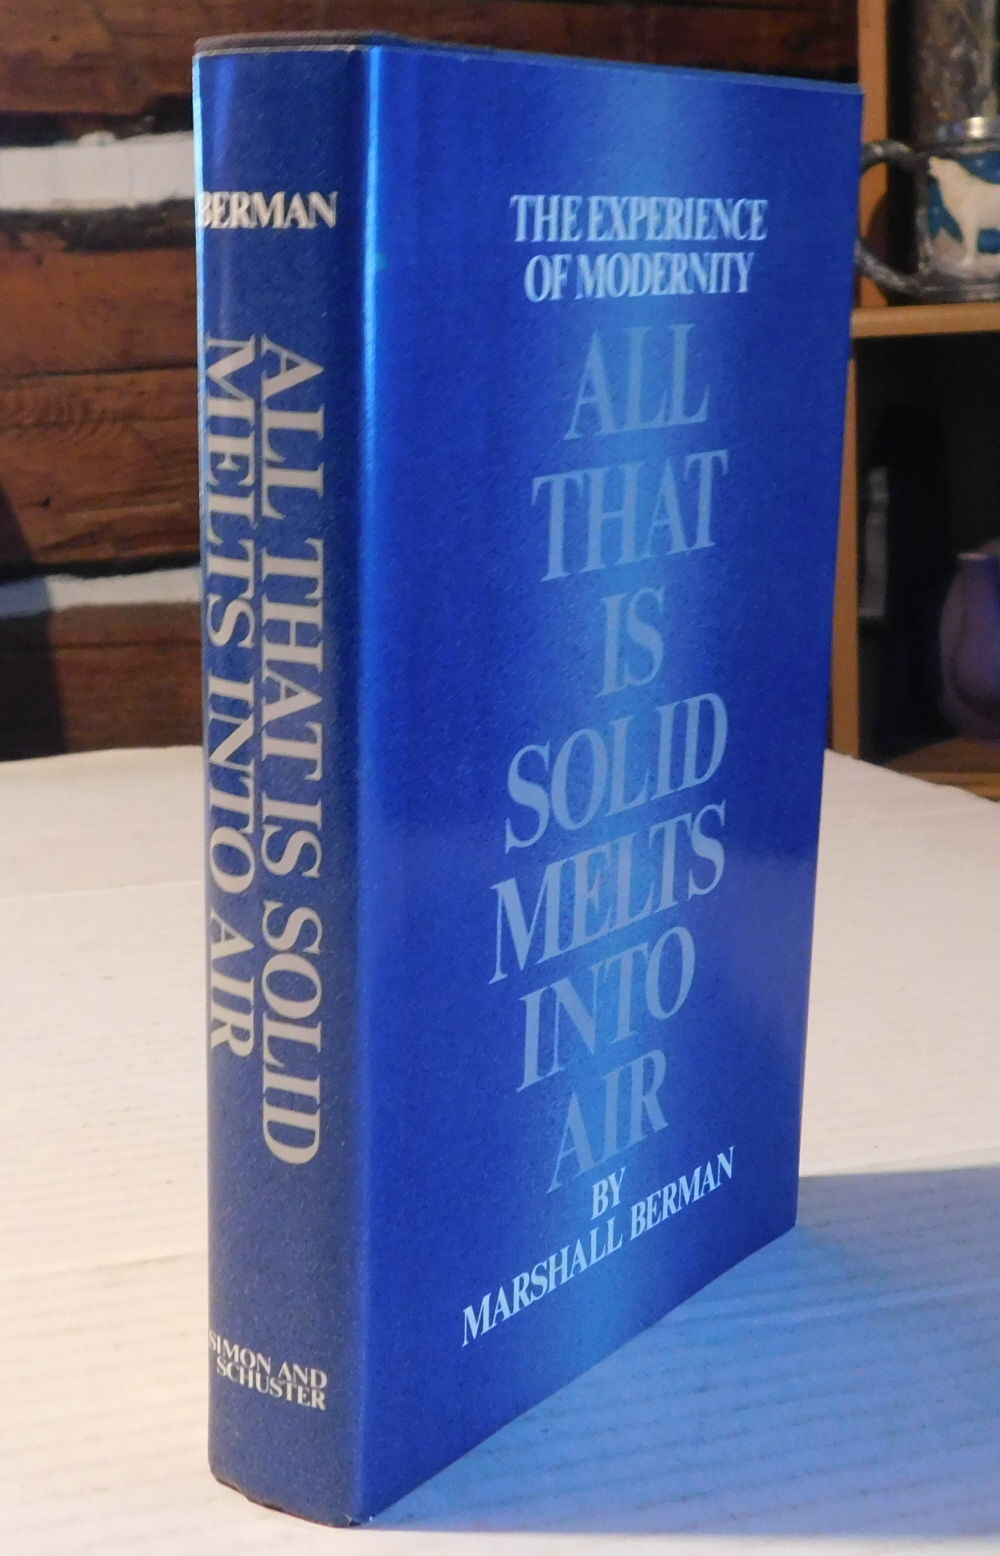 BERMAN
ALL THAT IS SOLID
MELTS INTO AIR
SIMON AND
SCHUSTER
THE EXPERIENCE
OF MODERNITY
ALL
THAT
IS
SOLID
MELTS
INTO
AIR
BY
MARSHALL BERMAN